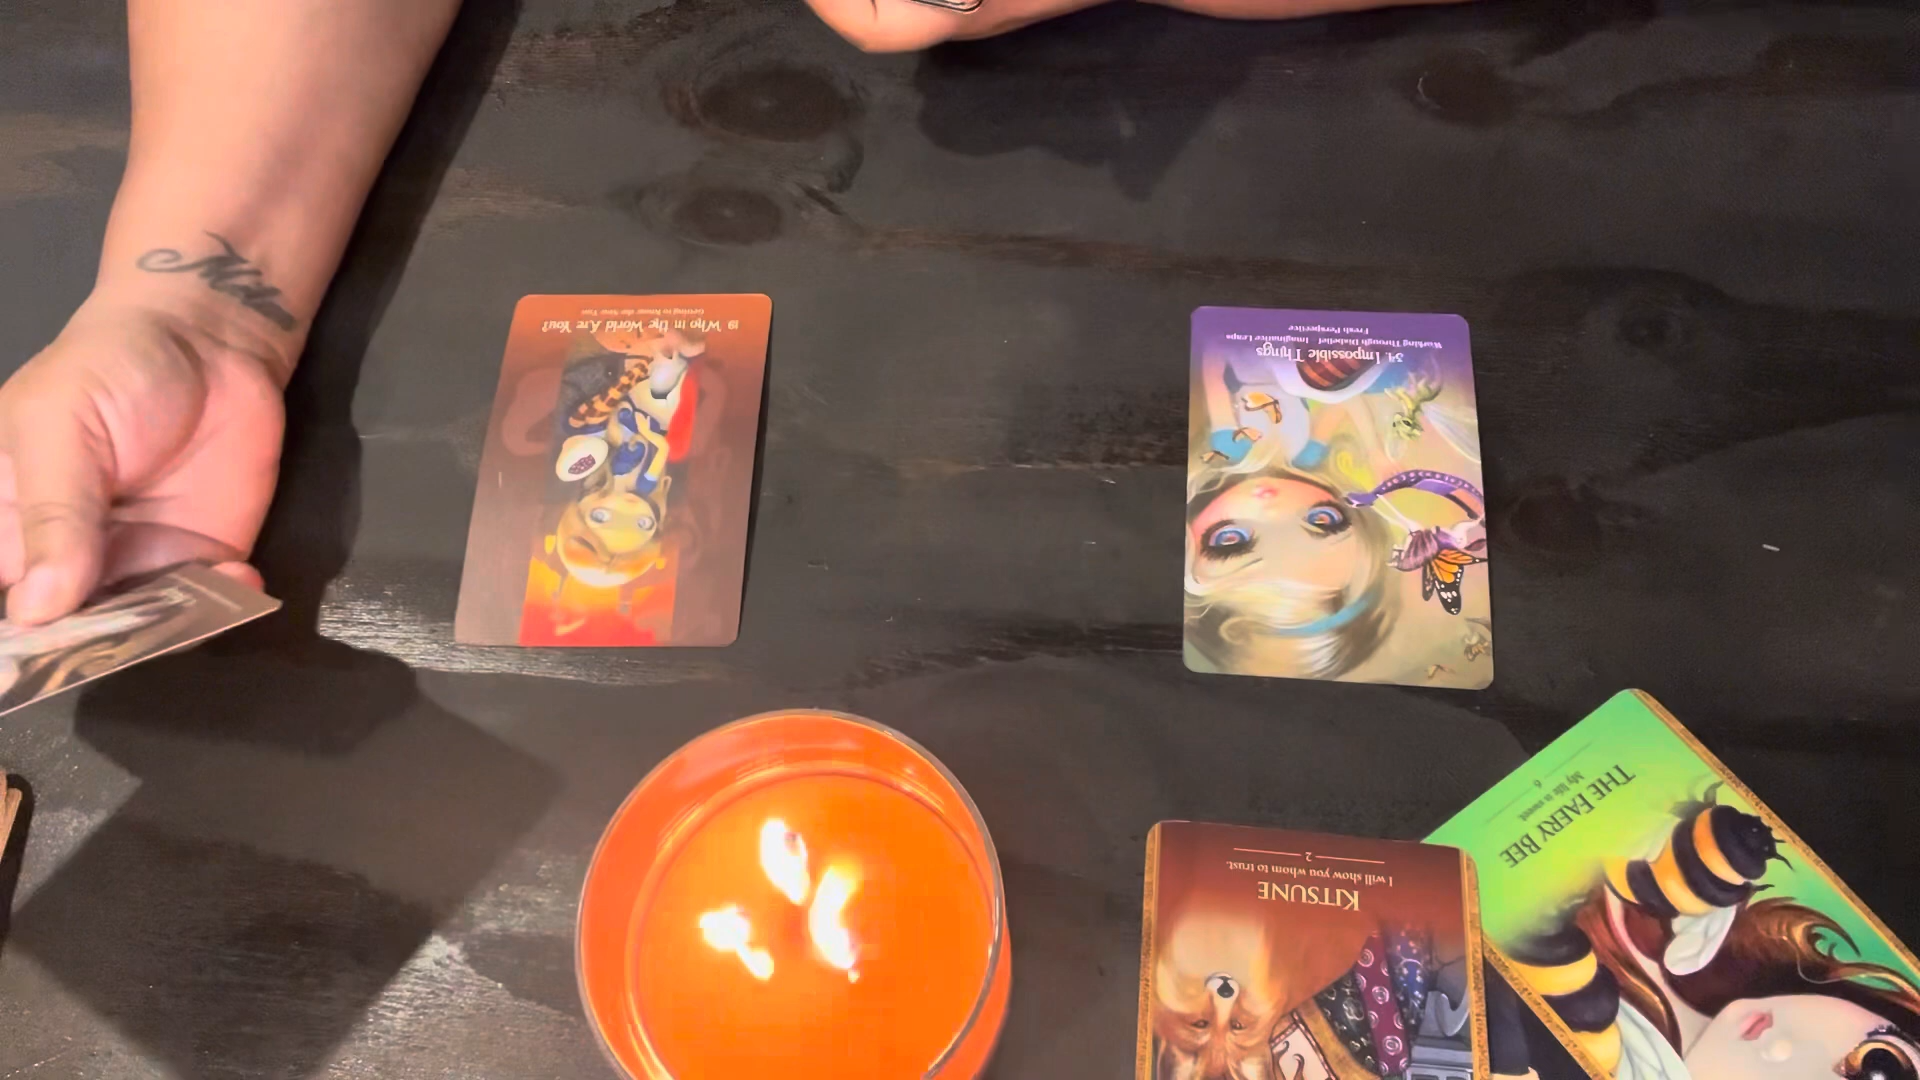 19 Who in the World Are You?
Getting to Know the New You
34. Impossible Things
Working Through Disbelief Imaginative Leaps
Fresh Perspective
KITSUNE
I will show you whom to trust.
2
THE FAERY BEE
My life is sweet.
6